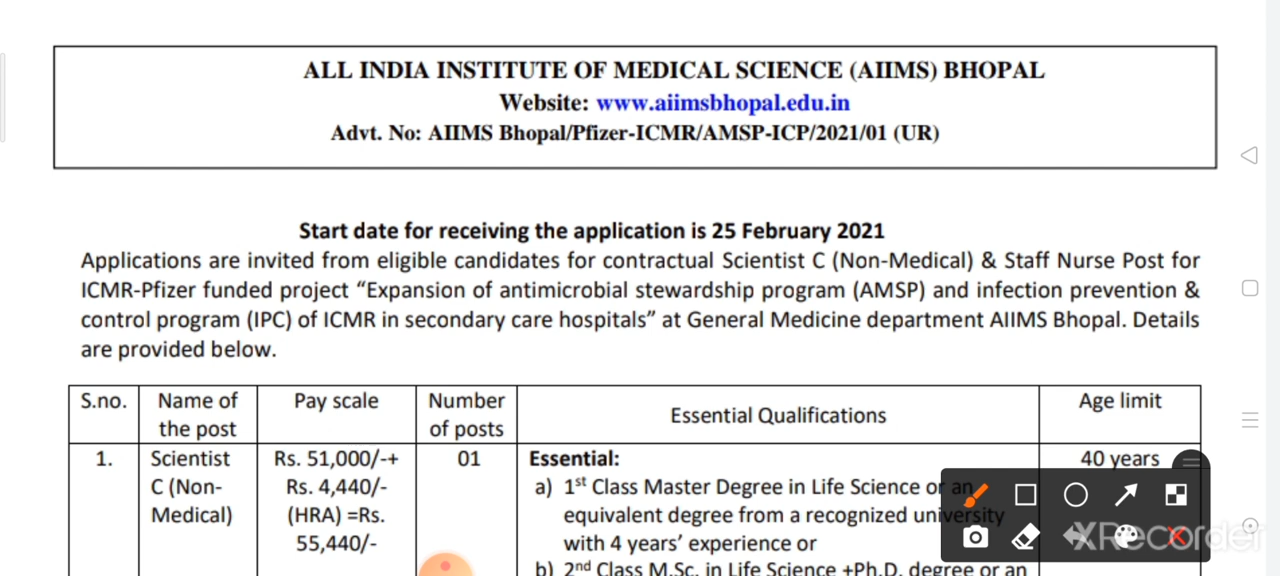 ALL INDIA INSTITUTE OF MEDICAL SCIENCE (AIIMS) BHOPAL
Website: www.aiimsbhopal.edu.in
Advt. No: AIIMS Bhopal/Pfizer-ICMR/AMSP-ICP/2021/01 (UR)
Start date for receiving the application is 25 February 2021
Applications are invited from eligible candidates for contractual Scientist C (Non-Medical) & Staff Nurse Post for
ICMR-Pfizer funded project “Expansion of antimicrobial stewardship program (AMSP) and infection prevention &
control program (IPC) of ICMR in secondary care hospitals” at General Medicine department AIIMS Bhopal. Details
are provided below.
S.no.
Name of
the post
Pay scale
Number
of posts
Essential Qualifications
Age limit
1.
Scientist
C (Non-
Medical)
Rs. 51,000/-+
Rs. 4,440/-
(HRA) =Rs.
55,440/-
01
Essential:
a) 1st Class Master Degree in Life Science or an
equivalent degree from a recognized university
with 4 years’ experience or
b) 2nd Class M.Sc. in Life Science +Ph.D. degree or an
40 years
XRecorder